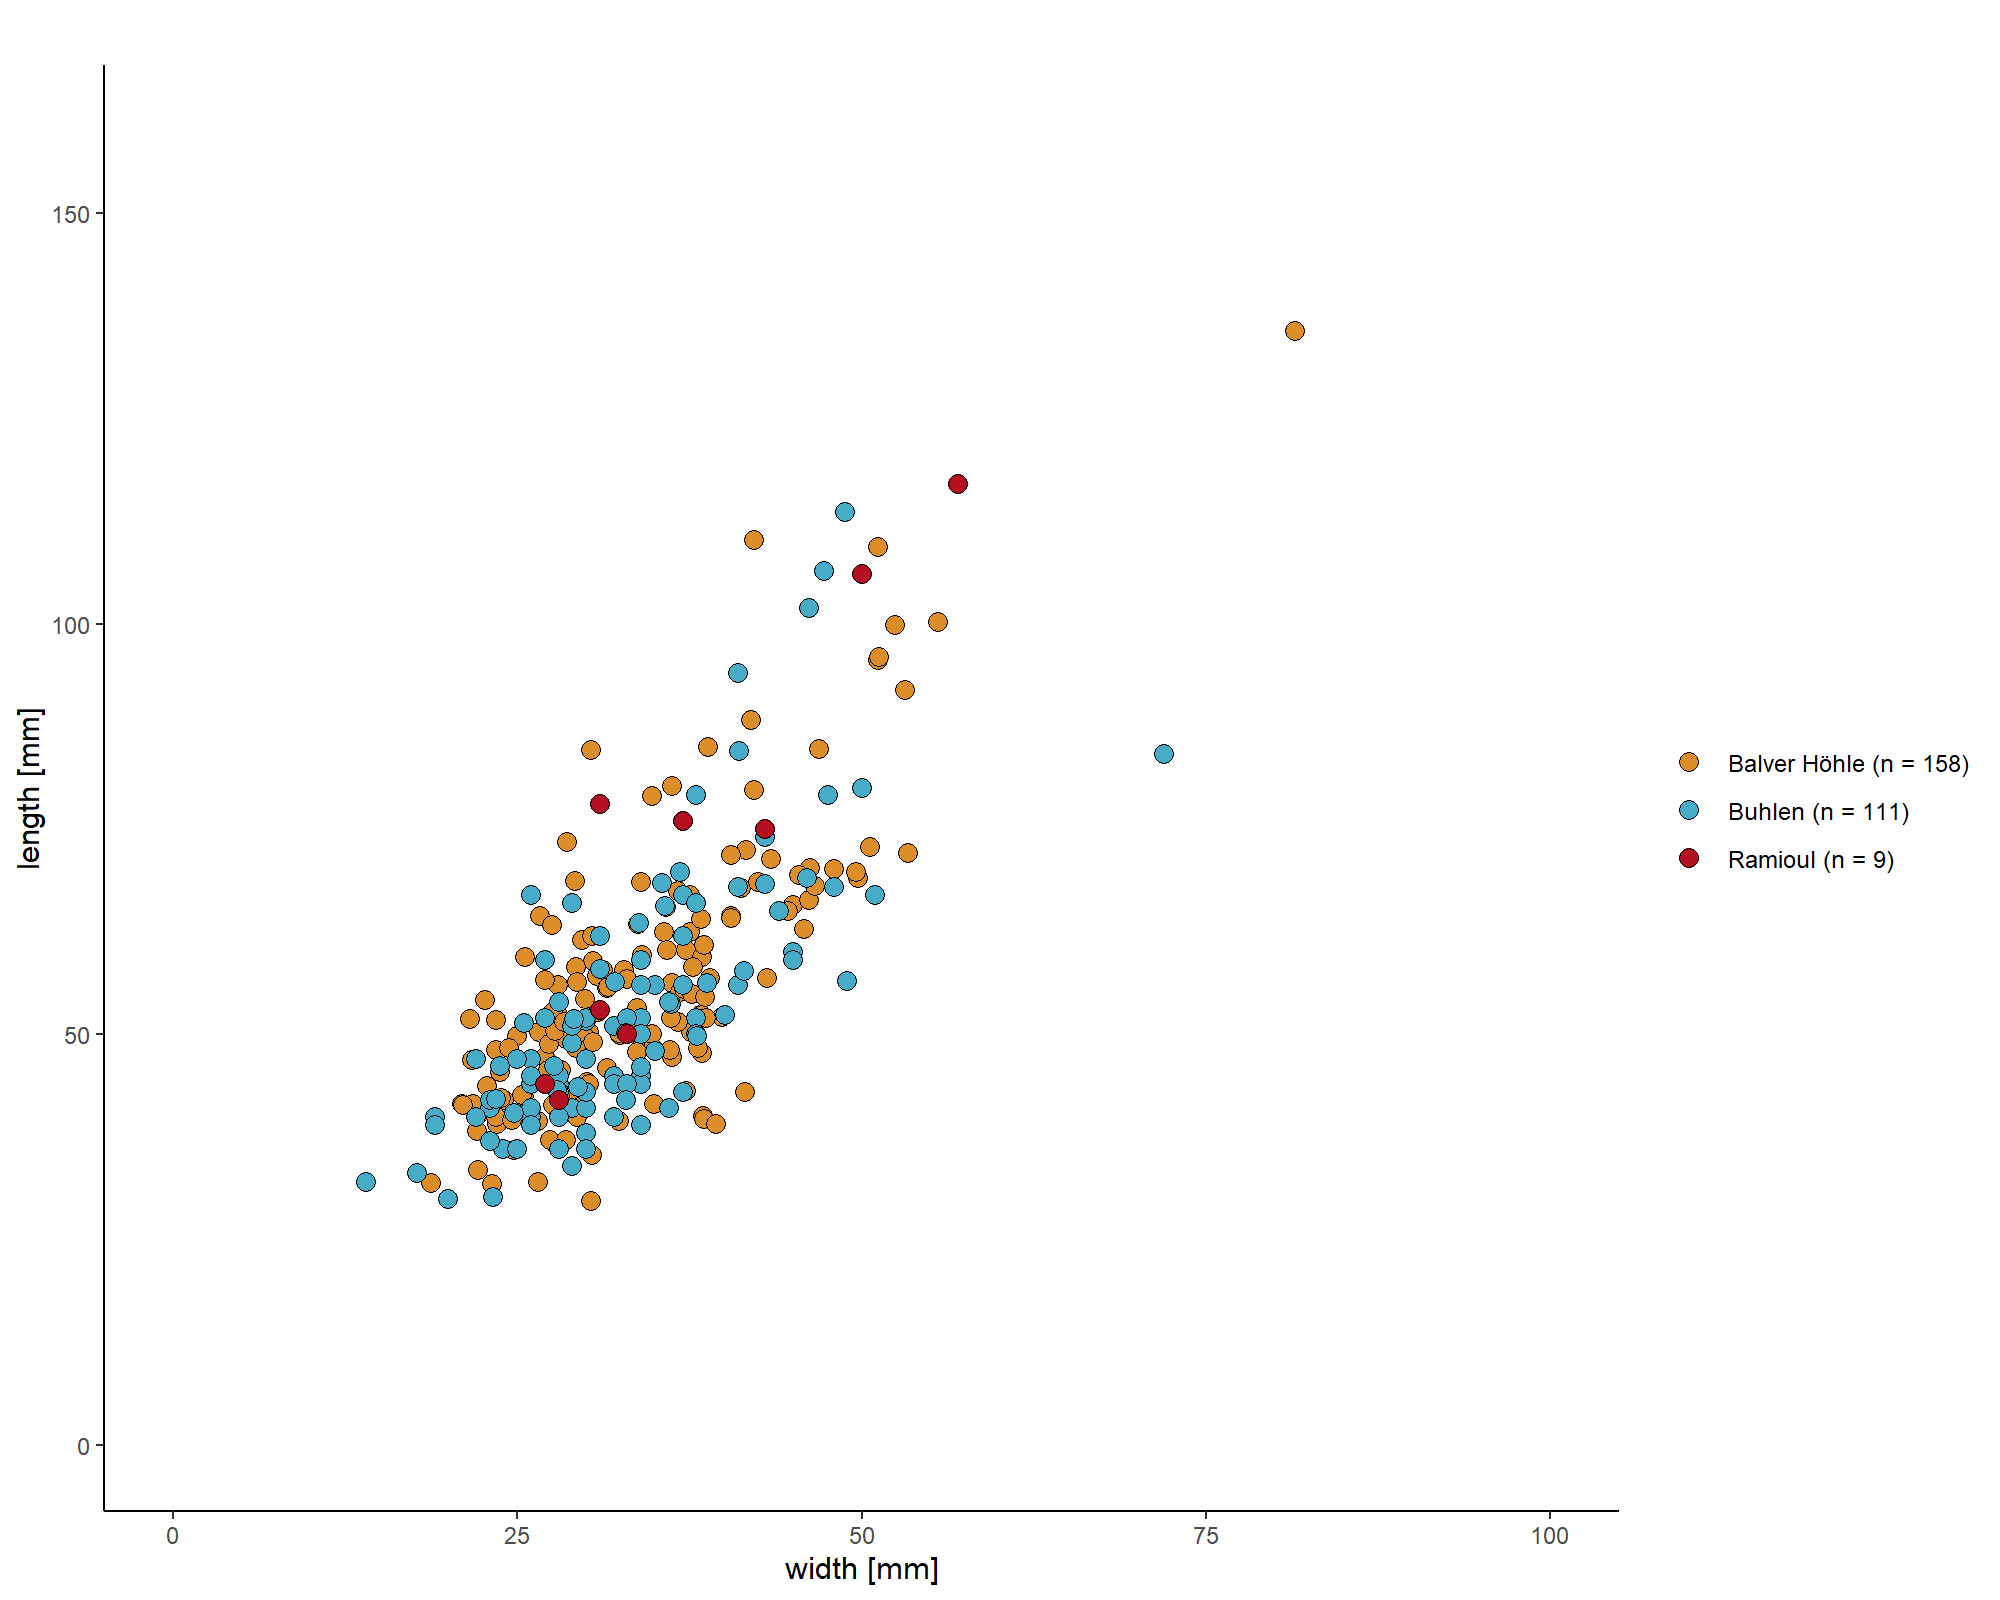 150
100
50
0
length [mm]
0
25
50
75
100
width [mm]
Balver Höhle (n = 158)
Buhlen (n = 111)
Ramioul (n = 9)